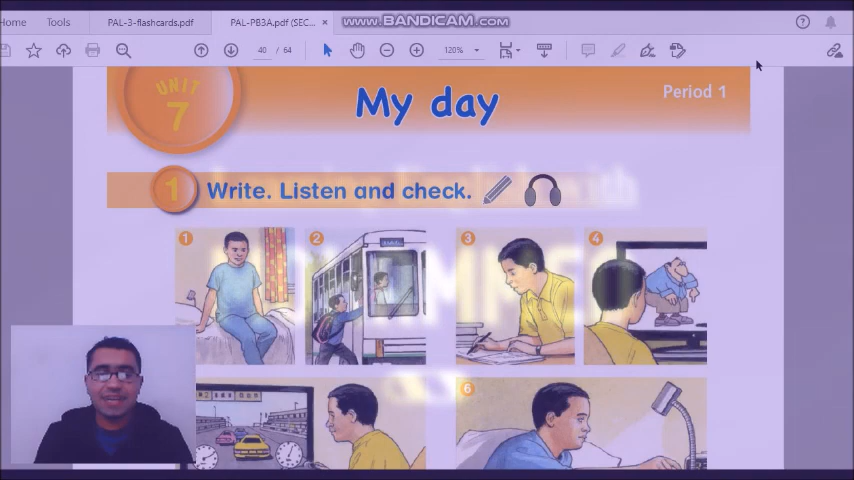 Home Tools PAL-3-flashcards.pdf PAL-PB3A.pdf (SEC... ×
www.BANDICAM.com
40 / 64 120%
UNIT 7
My day
Period 1
1 Write. Listen and check.
1 2 3 4
6